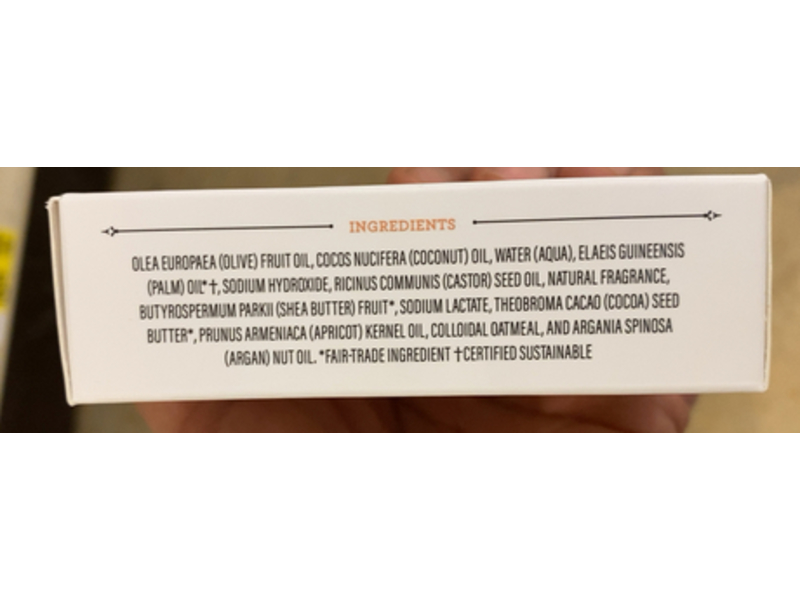 INGREDIENTS
OLEA EUROPAEA (OLIVE) FRUIT OIL, COCOS NUCIFERA (COCONUT) OIL, WATER (AQUA), ELAEIS GUINEENSIS
(PALM) OIL*†, SODIUM HYDROXIDE, RICINUS COMMUNIS (CASTOR) SEED OIL, NATURAL FRAGRANCE,
BUTYROSPERMUM PARKII (SHEA BUTTER) FRUIT*, SODIUM LACTATE, THEOBROMA CACAO (COCOA) SEED
BUTTER*, PRUNUS ARMENIACA (APRICOT) KERNEL OIL, COLLOIDAL OATMEAL, AND ARGANIA SPINOSA
(ARGAN) NUT OIL. *FAIR-TRADE INGREDIENT †CERTIFIED SUSTAINABLE